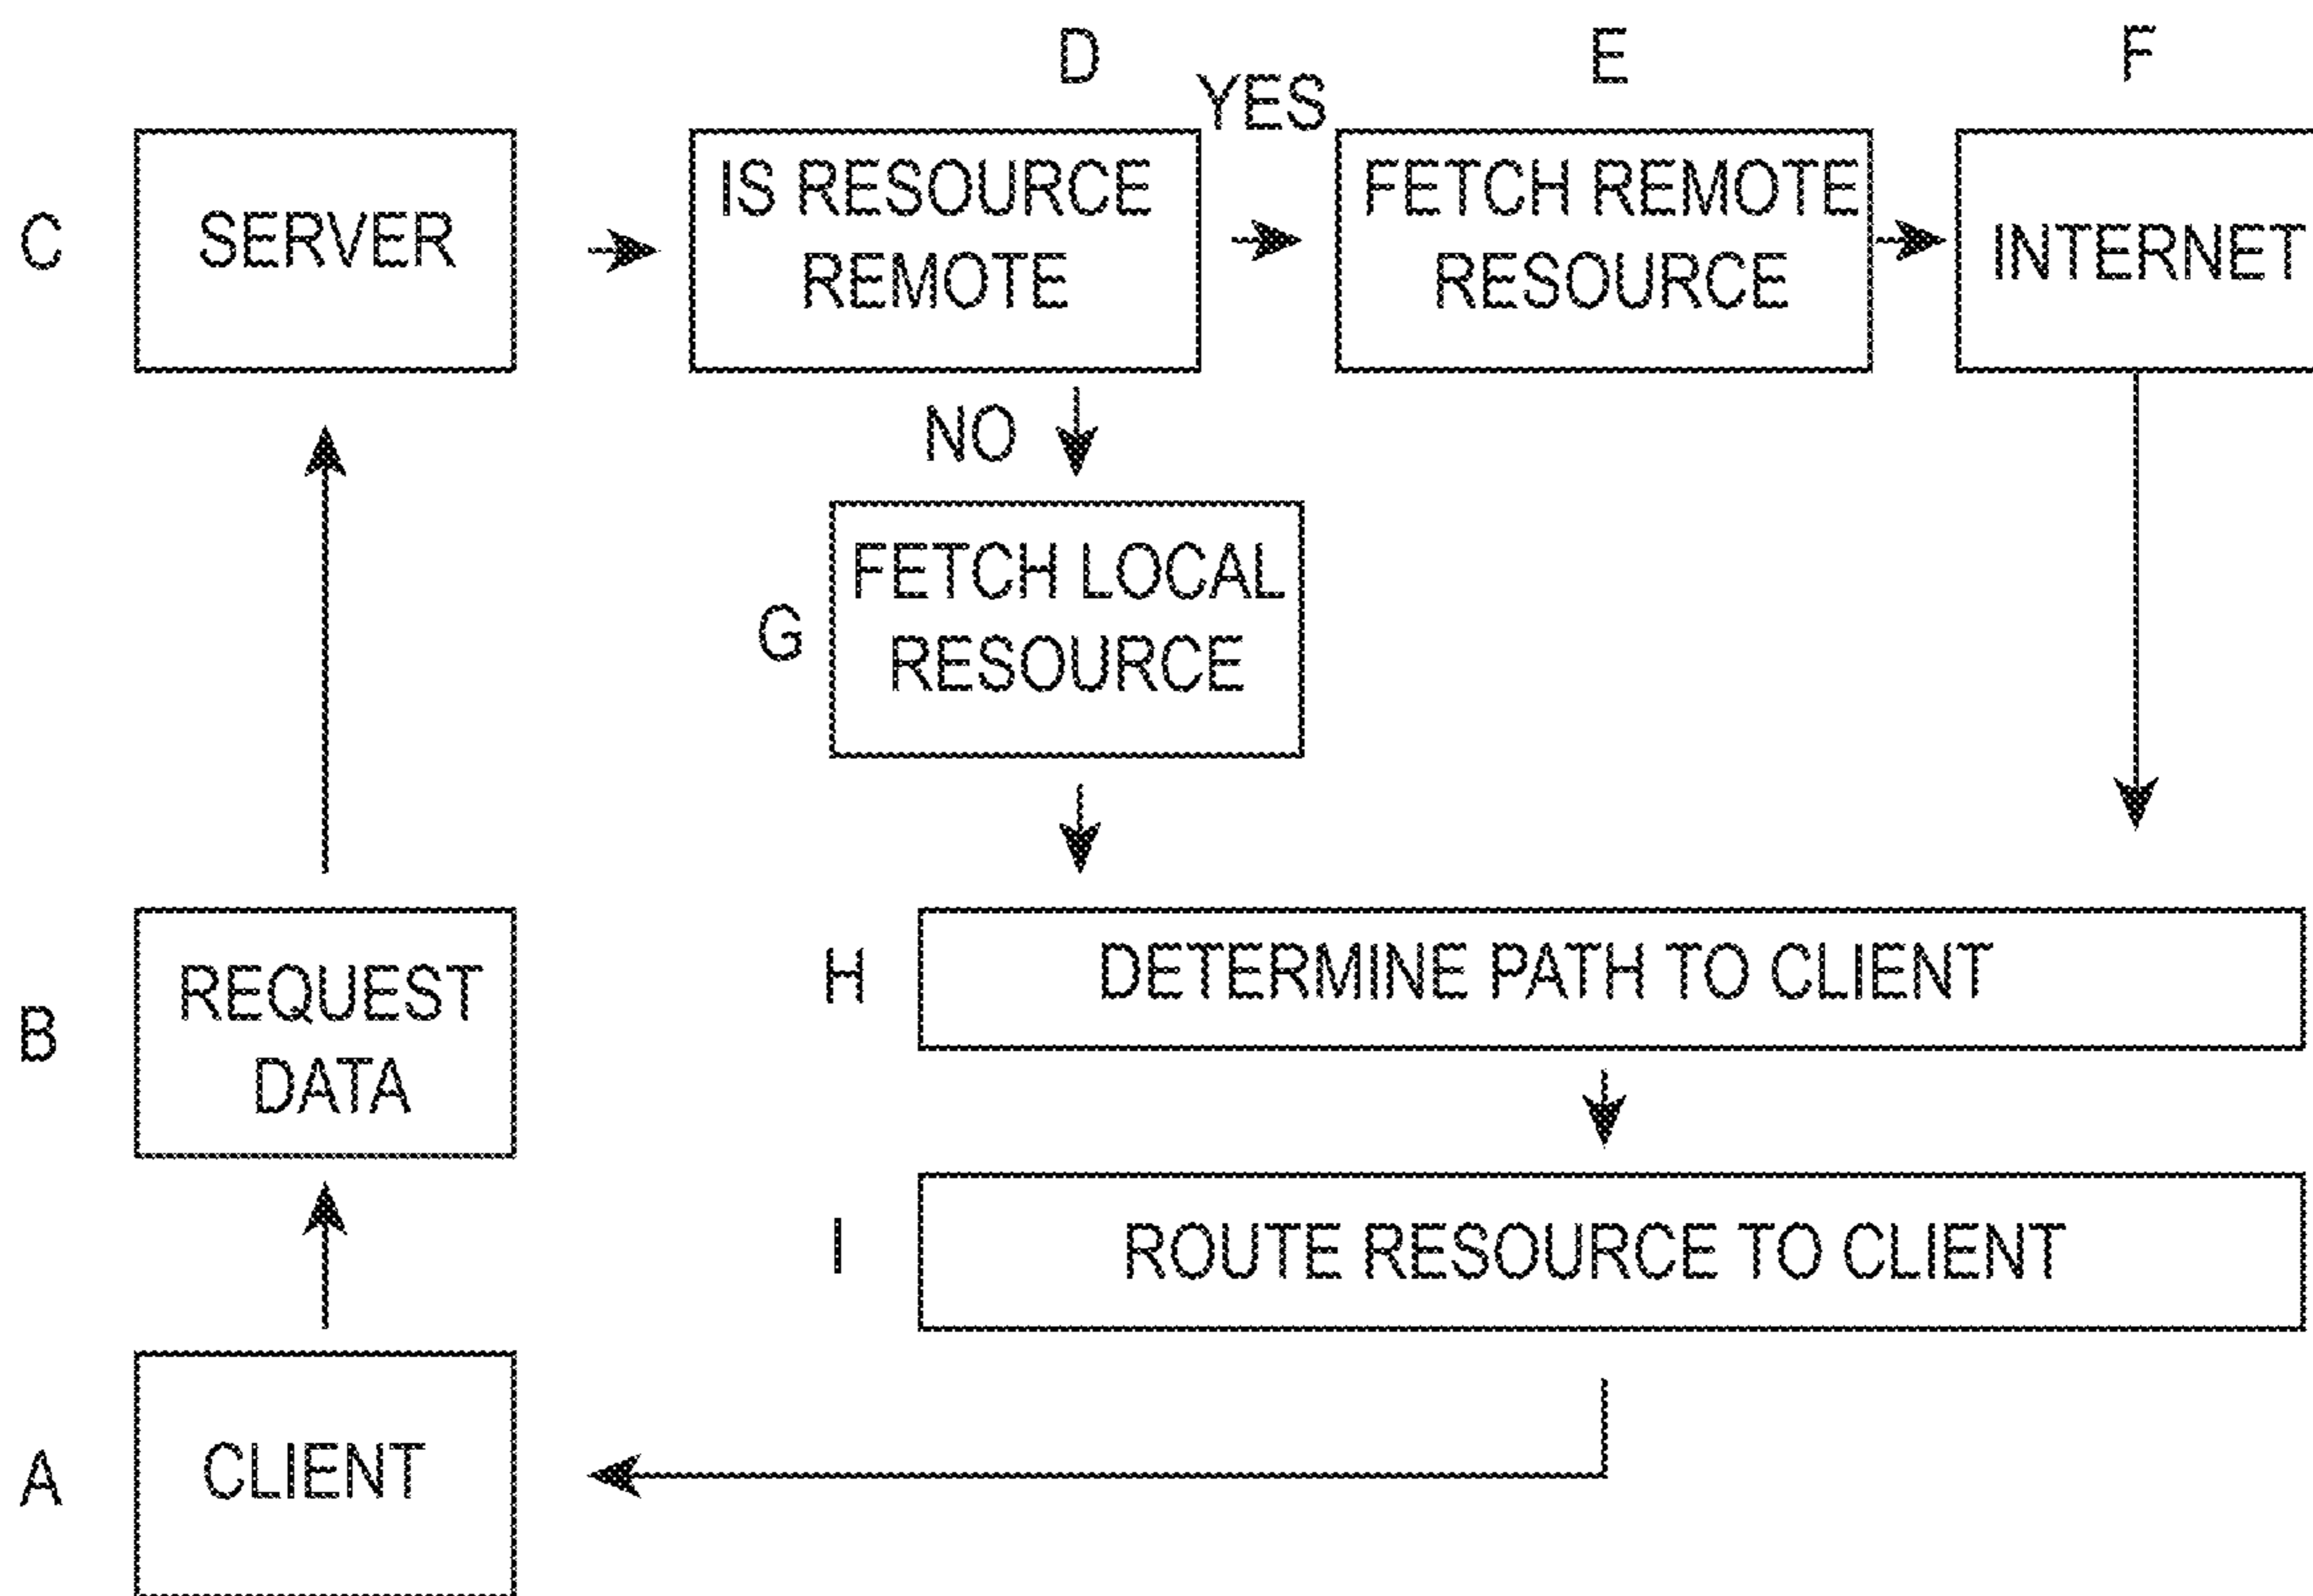 D
E
F
YES
C
SERVER
IS RESOURCE
REMOTE
FETCH REMOTE
RESOURCE
INTERNET
NO
G
FETCH LOCAL
RESOURCE
H
DETERMINE PATH TO CLIENT
B
REQUEST
DATA
I
ROUTE RESOURCE TO CLIENT
A
CLIENT